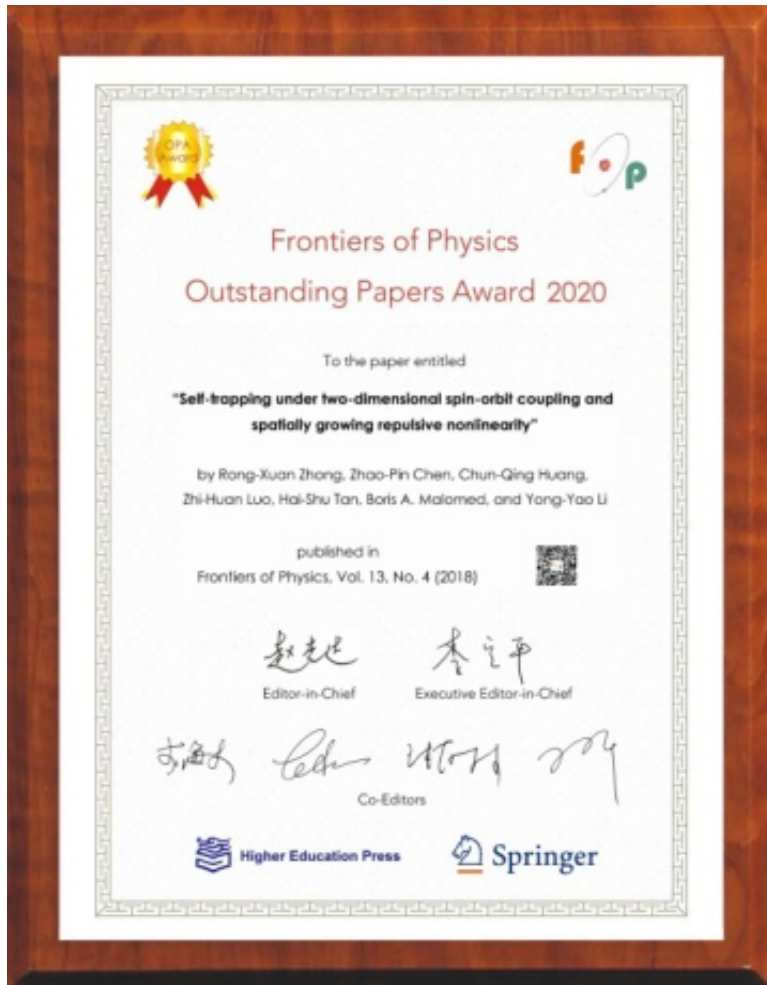 OPA
Award
fop
Frontiers of Physics
Outstanding Papers Award 2020
To the paper entitled
"Self-trapping under two-dimensional spin-orbit coupling and
spatially growing repulsive nonlinearity"
by Rong-Xuan Zhong, Zhao-Pin Chen, Chun-Qing Huang,
Zhi-Huan Luo, Hai-Shu Tan, Boris A. Malomed, and Yong-Yao Li
published in
Frontiers of Physics, Vol. 13, No. 4 (2018)
Editor-in-Chief
Executive Editor-in-Chief
Co-Editors
Higher Education Press
Springer